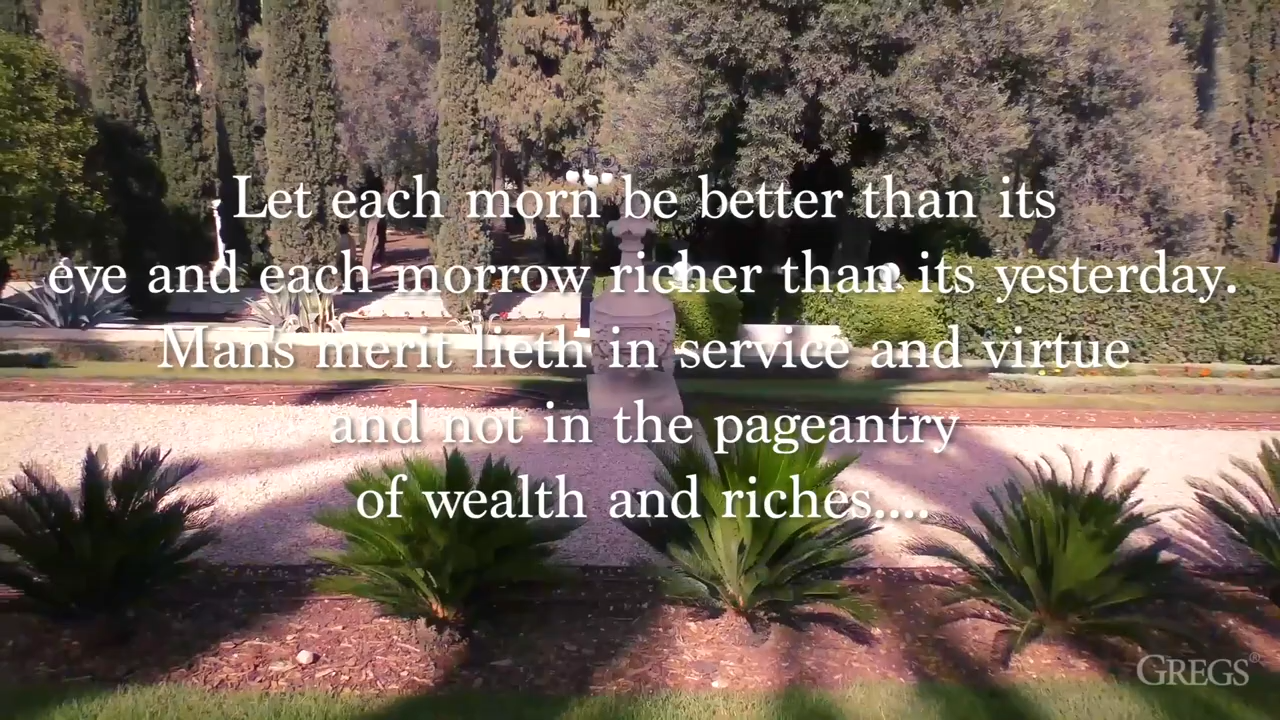 Let each morn be better than its
eve and each morrow richer than its yesterday.
Man's merit lieth in service and virtue
and not in the pageantry
of wealth and riches....
GREGS®